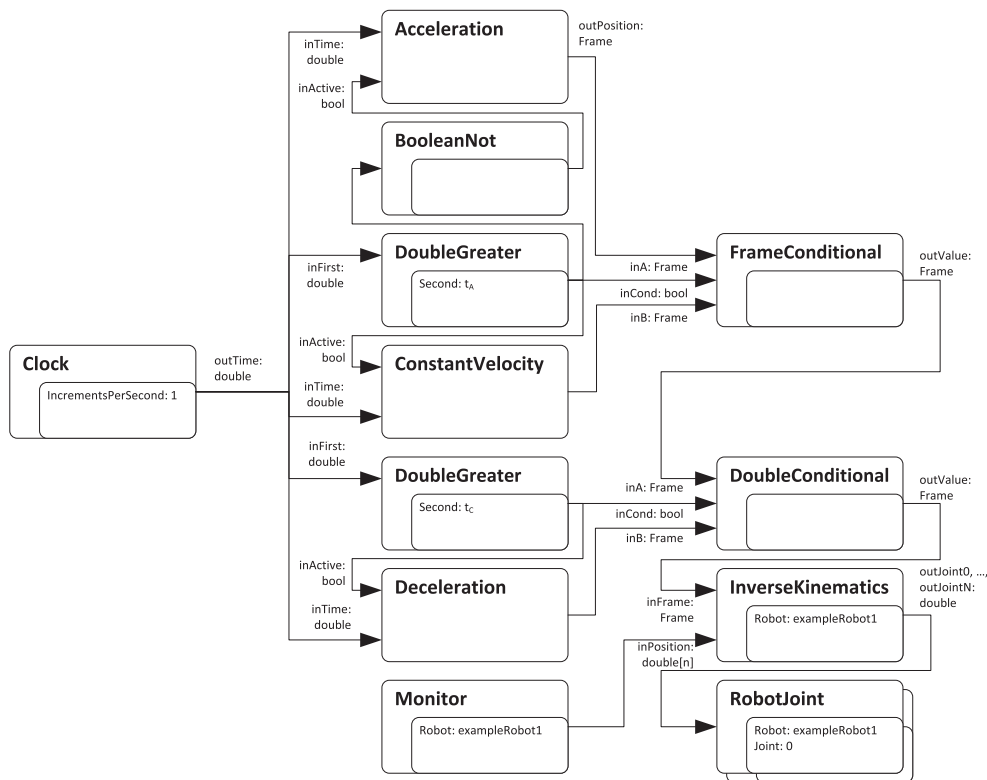 Acceleration
outPosition:
Frame
inTime:
double
inActive:
bool
BooleanNot
DoubleGreater
Second: tA
inFirst:
double
FrameConditional
outValue:
Frame
inA: Frame
inCond: bool
inB: Frame
inActive:
bool
ConstantVelocity
inTime:
double
Clock
IncrementsPerSecond: 1
outTime:
double
inFirst:
double
DoubleGreater
Second: tC
inA: Frame
inCond: bool
inB: Frame
DoubleConditional
outValue:
Frame
inActive:
bool
Deceleration
inTime:
double
InverseKinematics
Robot: exampleRobot1
outJoint0, ...,
outJointN:
double
inFrame:
Frame
inPosition:
double[n]
Monitor
Robot: exampleRobot1
RobotJoint
Robot: exampleRobot1
Joint: 0